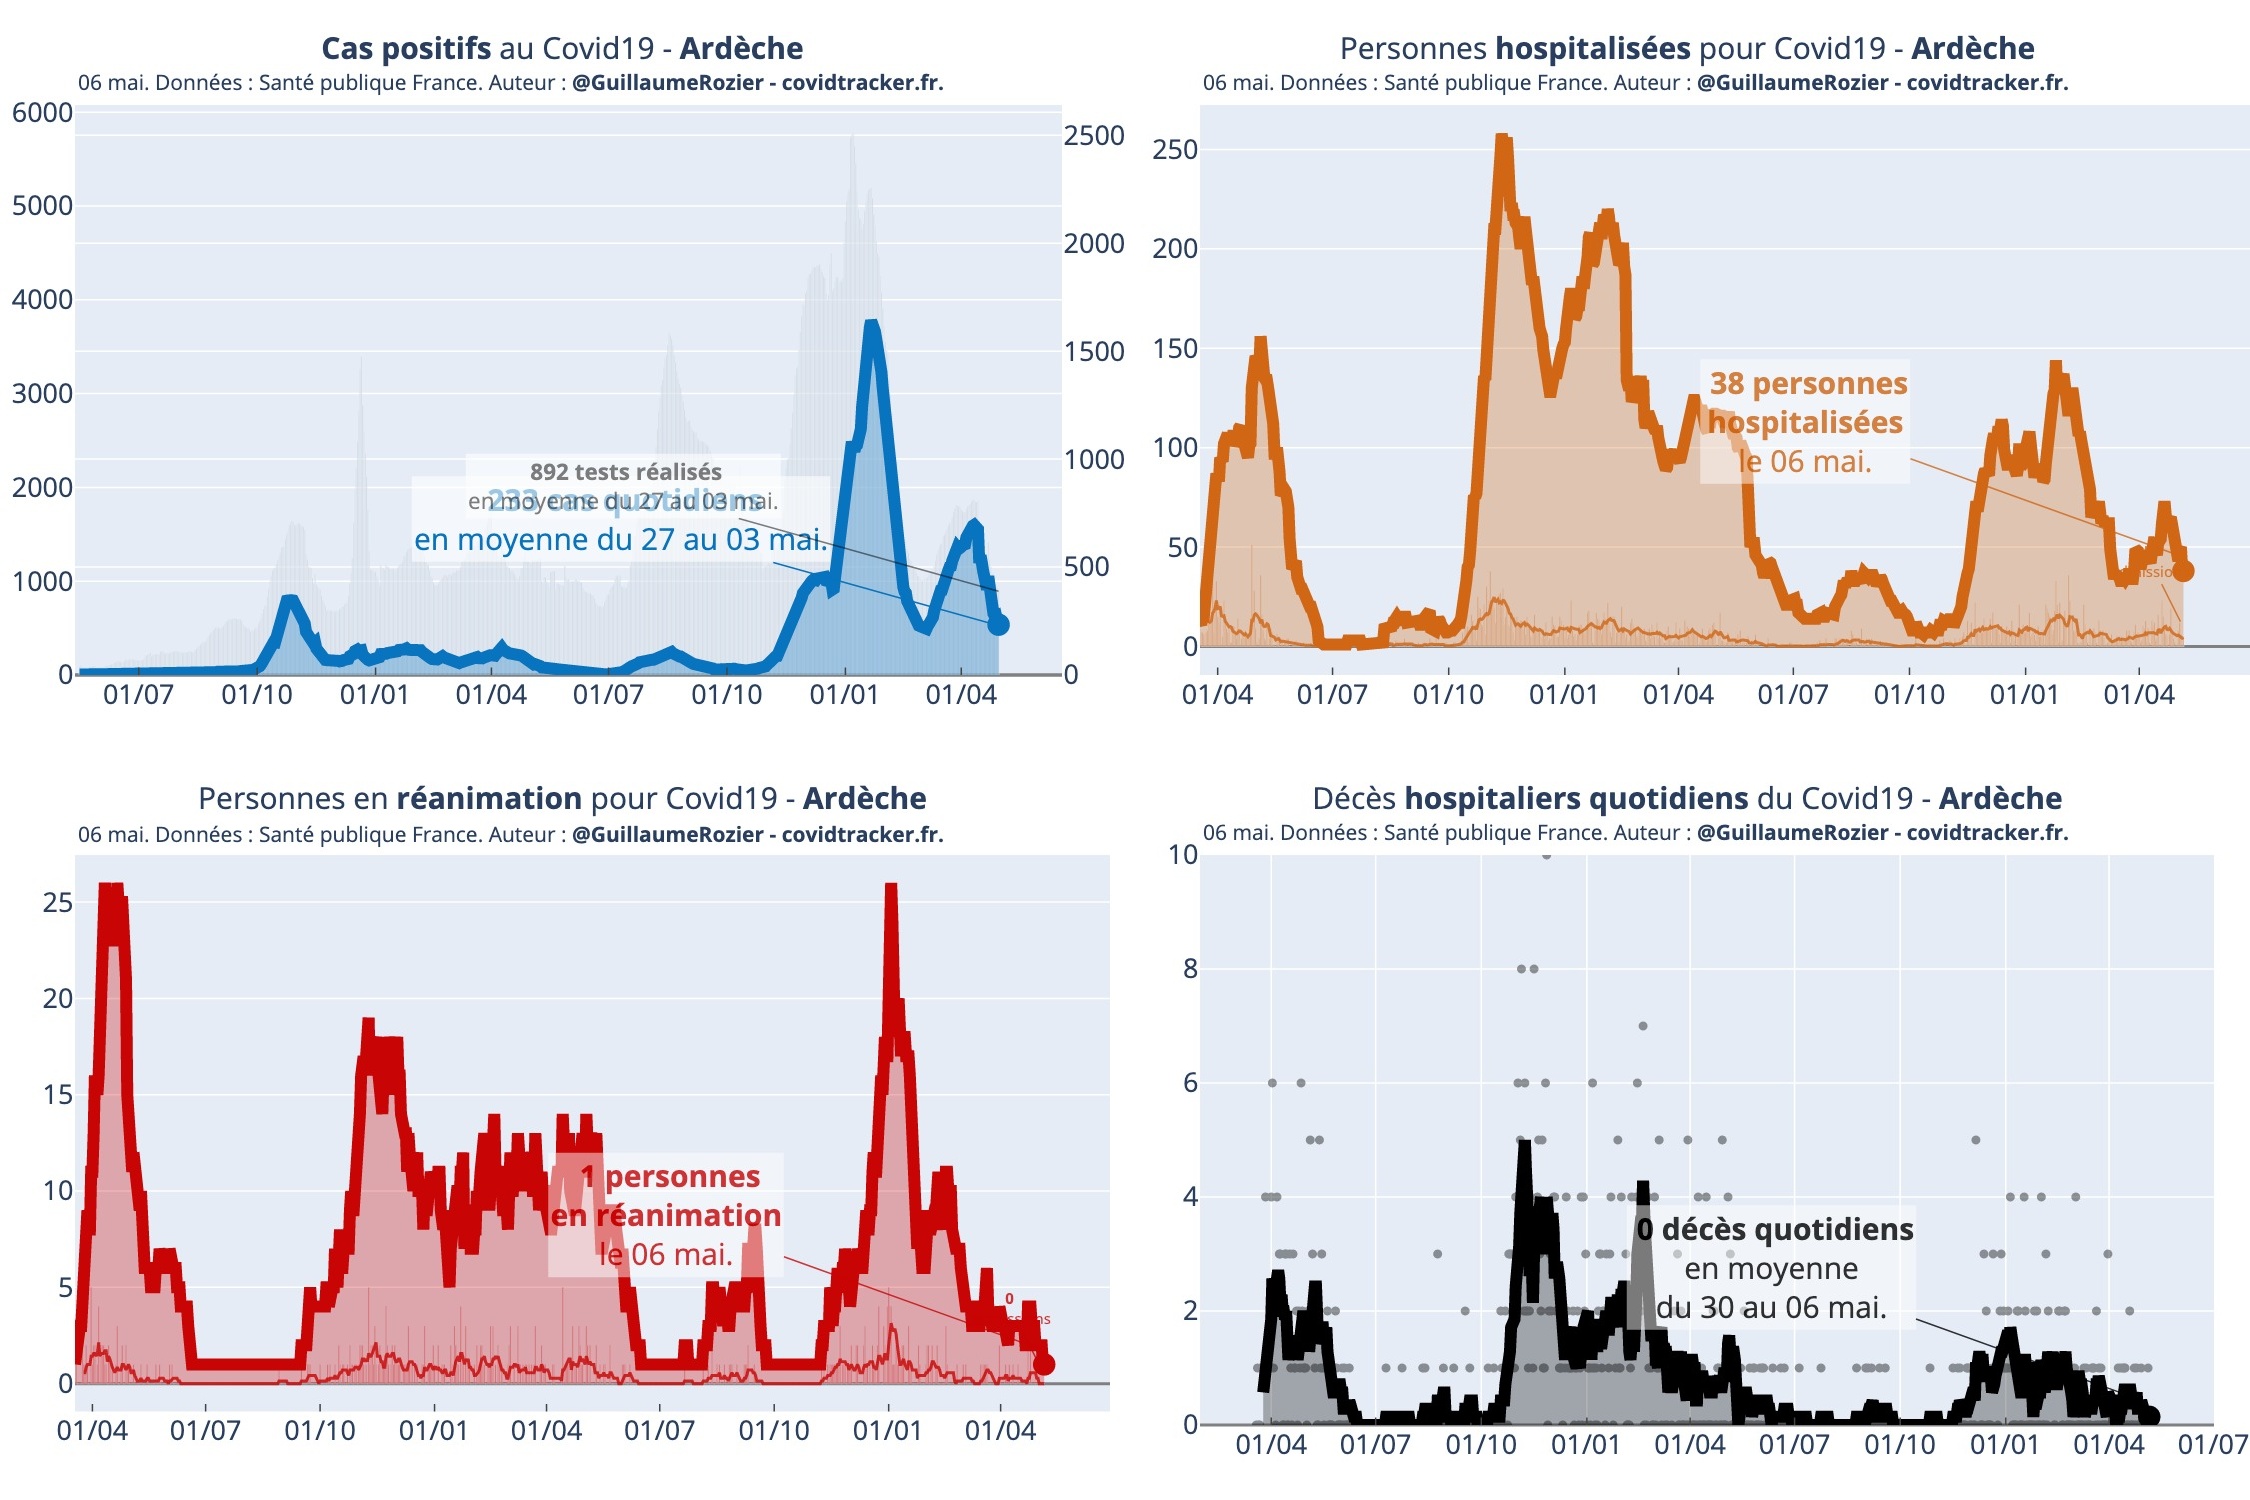 Cas positifs au Covid19 - Ardèche
06 mai. Données : Santé publique France. Auteur : @GuillaumeRozier - covidtracker.fr.
6000
5000
4000
3000
2000
1000
0
2500
2000
1500
1000
500
0
892 tests réalisés
en moyenne du 27 au 03 mai.
233 cas quotidiens
en moyenne du 27 au 03 mai.
01/07 01/10 01/01 01/04 01/07 01/10 01/01 01/04
Personnes hospitalisées pour Covid19 - Ardèche
06 mai. Données : Santé publique France. Auteur : @GuillaumeRozier - covidtracker.fr.
250
200
150
100
50
0
38 personnes
hospitalisées
le 06 mai.
01/04 01/07 01/10 01/01 01/04 01/07 01/10 01/01 01/04
Personnes en réanimation pour Covid19 - Ardèche
06 mai. Données : Santé publique France. Auteur : @GuillaumeRozier - covidtracker.fr.
25
20
15
10
5
0
1 personnes
en réanimation
le 06 mai.
0
01/04 01/07 01/10 01/01 01/04 01/07 01/10 01/01 01/04
Décès hospitaliers quotidiens du Covid19 - Ardèche
06 mai. Données : Santé publique France. Auteur : @GuillaumeRozier - covidtracker.fr.
10
8
6
4
2
0
0 décès quotidiens
en moyenne
du 30 au 06 mai.
01/04 01/07 01/10 01/01 01/04 01/07 01/10 01/01 01/04 01/07